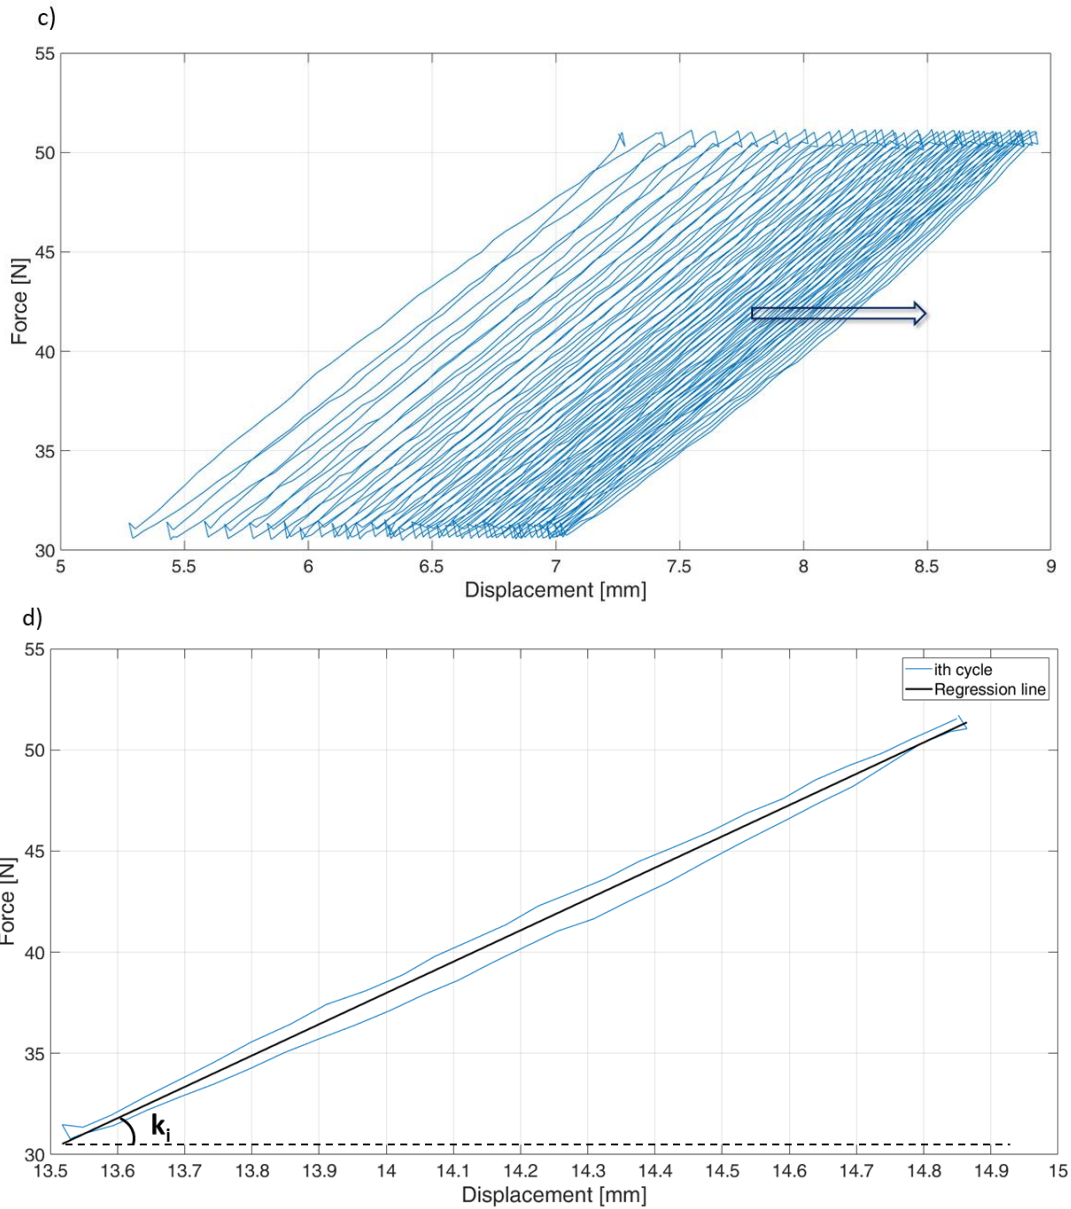 c)
55
50
45
40
35
30
Force [N]
5 5.5 6 6.5 7 7.5 8 8.5 9
Displacement [mm]
d)
55
50
45
40
35
30
Force [N]
ith cycle
Regression line
ki
13.5 13.6 13.7 13.8 13.9 14 14.1 14.2 14.3 14.4 14.5 14.6 14.7 14.8 14.9 15
Displacement [mm]